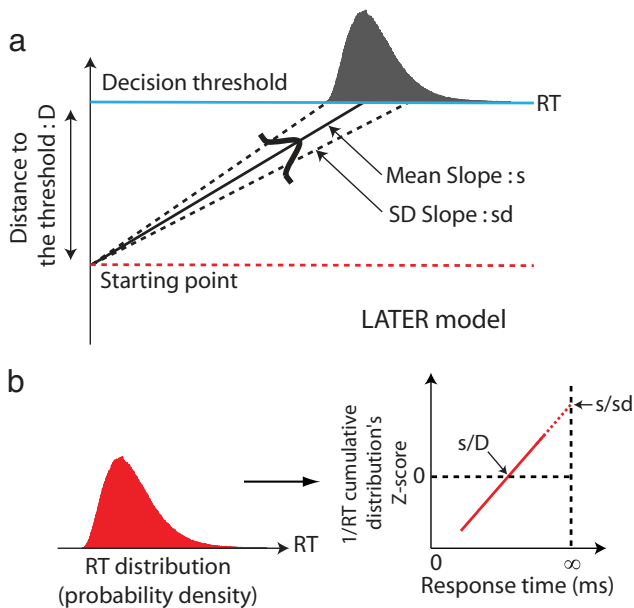 a
Decision threshold
RT
Distance to
the threshold : D
Mean Slope : s
SD Slope : sd
Starting point
LATER model
b
RT
RT distribution
(probability density)
1/RT cumulative
distribution's
Z-score
s/D
s/sd
0
0
∞
Response time (ms)